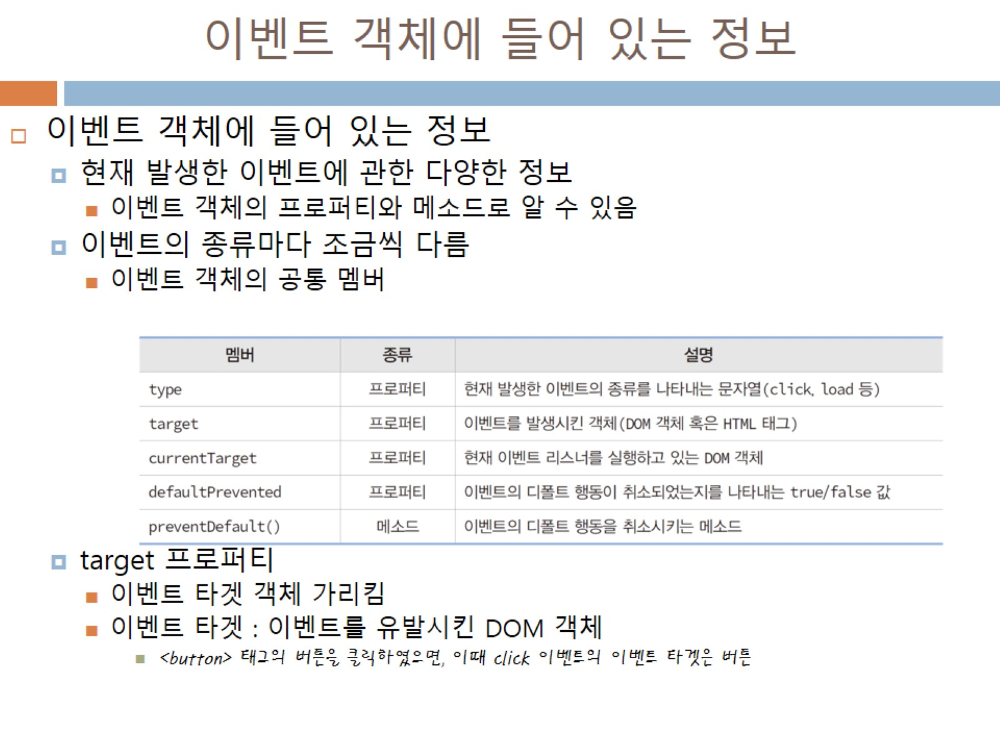 이벤트 객체에 들어 있는 정보
이벤트 객체에 들어 있는 정보
현재 발생한 이벤트에 관한 다양한 정보
이벤트 객체의 프로퍼티와 메소드로 알 수 있음
이벤트의 종류마다 조금씩 다름
이벤트 객체의 공통 멤버
멤버 종류 설명
type 프로퍼티 현재 발생한 이벤트의 종류를 나타내는 문자열(click, load 등)
target 프로퍼티 이벤트를 발생시킨 객체(DOM 객체 혹은 HTML 태그)
currentTarget 프로퍼티 현재 이벤트 리스너를 실행하고 있는 DOM 객체
defaultPrevented 프로퍼티 이벤트의 디폴트 행동이 취소되었는지를 나타내는 true/false 값
preventDefault() 메소드 이벤트의 디폴트 행동을 취소시키는 메소드
target 프로퍼티
이벤트 타겟 객체 가리킴
이벤트 타겟 : 이벤트를 유발시킨 DOM 객체
<button> 태그의 버튼을 클릭하였으면, 이때 click 이벤트의 이벤트 타겟은 버튼